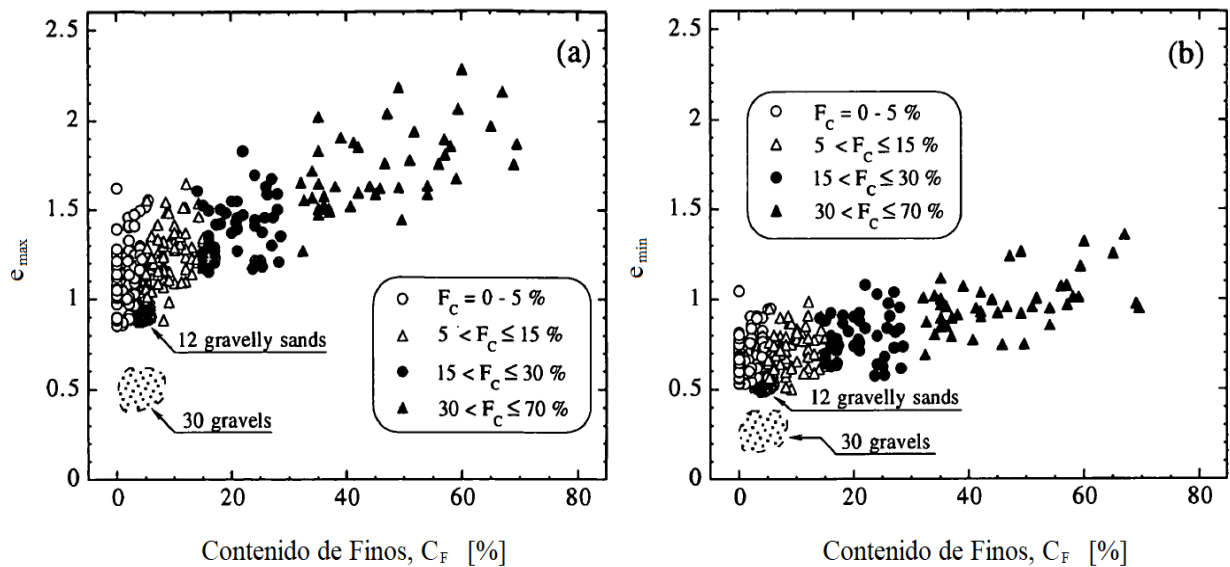 2.5
2
1.5
1
0.5
0
e max
(a)
12 gravelly sands
30 gravels
F C = 0 - 5 %
5 < F C ≤ 15 %
15 < F C ≤ 30 %
30 < F C ≤ 70 %
0 20 40 60 80
Contenido de Finos, C F [%]
2.5
2
1.5
1
0.5
0
e min
(b)
F C = 0 - 5 %
5 < F C ≤ 15 %
15 < F C ≤ 30 %
30 < F C ≤ 70 %
12 gravelly sands
30 gravels
0 20 40 60 80
Contenido de Finos, C F [%]